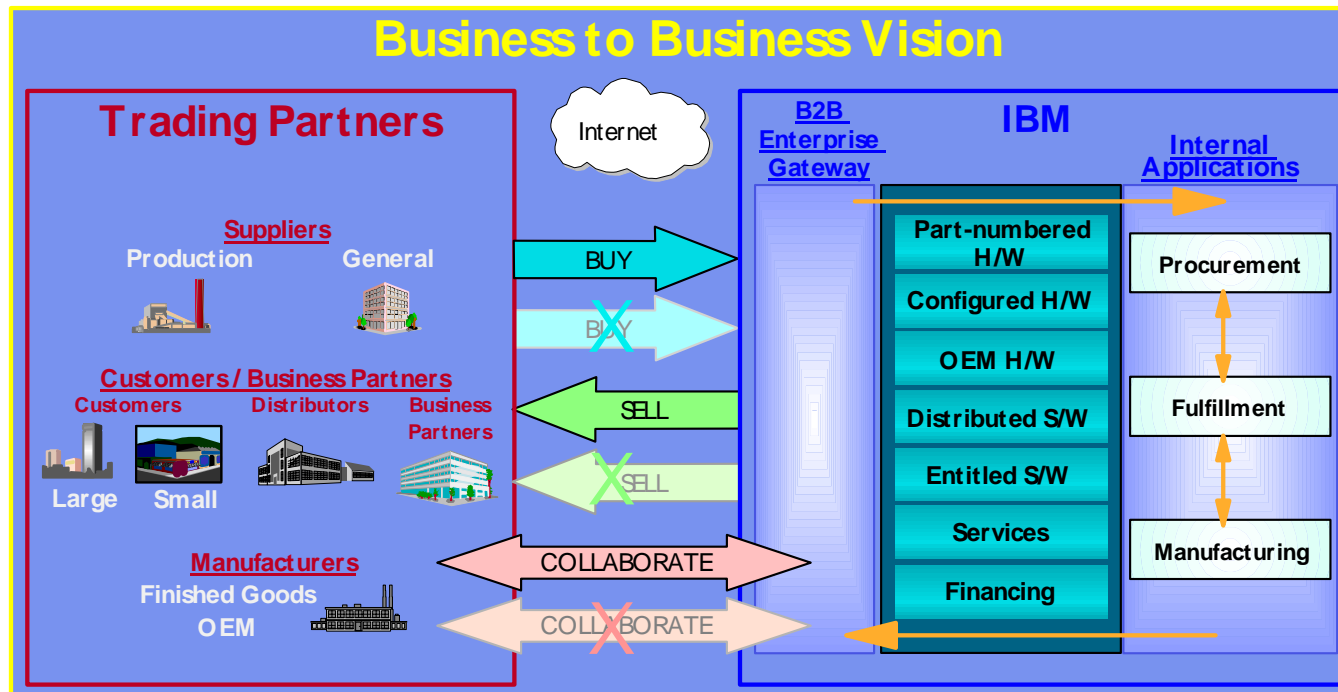 Business to Business Vision
Trading Partners
Internet
B2B
Enterprise
Gateway
IBM
Internal
Applications
Suppliers
Production
General
BUY
BUY
Customers / Business Partners
Customers
Distributors
Business
Partners
Large
Small
SELL
SELL
Manufacturers
Finished Goods
OEM
COLLABORATE
COLLABORATE
Part-numbered
H/W
Configured H/W
OEM H/W
Distributed S/W
Entitled S/W
Services
Financing
Procurement
Fulfillment
Manufacturing